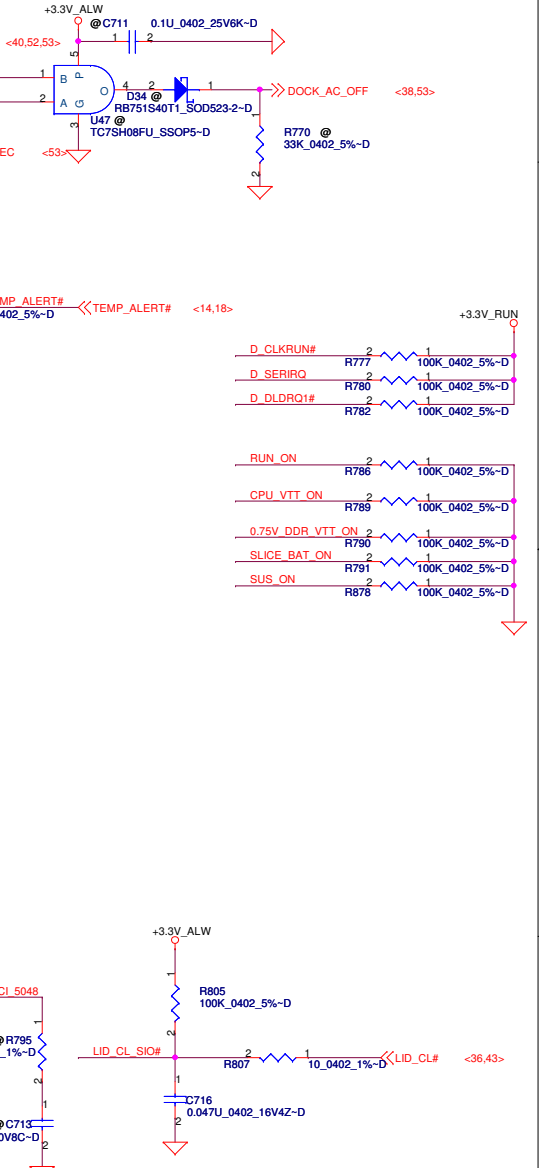 +3.3V_ALW
@C711 0.1U_0402_25V6K~D
<40,52,53>
1 2
5
1 B P
O 4 2 1
DOCK_AC_OFF <38,53>
2 A G
D34 @
RB751S40T1_SOD523-2~D
U47 @
TC7SH08FU_SSOP5~D
3
1
R770 @
33K_0402_5%~D
2
EC <53>
MP_ALERT#
TEMP_ALERT# <14,18>
402_5%~D
+3.3V_RUN
D_CLKRUN#
2 1
R777 100K_0402_5%~D
D_SERIRQ
2 1
R780 100K_0402_5%~D
D_DLDRQ1#
2 1
R782 100K_0402_5%~D
RUN_ON
2 1
R786 100K_0402_5%~D
CPU_VTT_ON
2 1
R789 100K_0402_5%~D
0.75V_DDR_VTT_ON
2 1
R790 100K_0402_5%~D
SLICE_BAT_ON
2 1
R791 100K_0402_5%~D
SUS_ON
2 1
R878 100K_0402_5%~D
+3.3V_ALW
1
R805
100K_0402_5%~D
2
CI_5048
1
@R795
1%~D
2
LID_CL_SIO#
2 1
R807 10_0402_1%~D
LID_CL# <36,43>
1
C716
0.047U_0402_16V4Z~D
2
1
@C713
0V8C~D
2